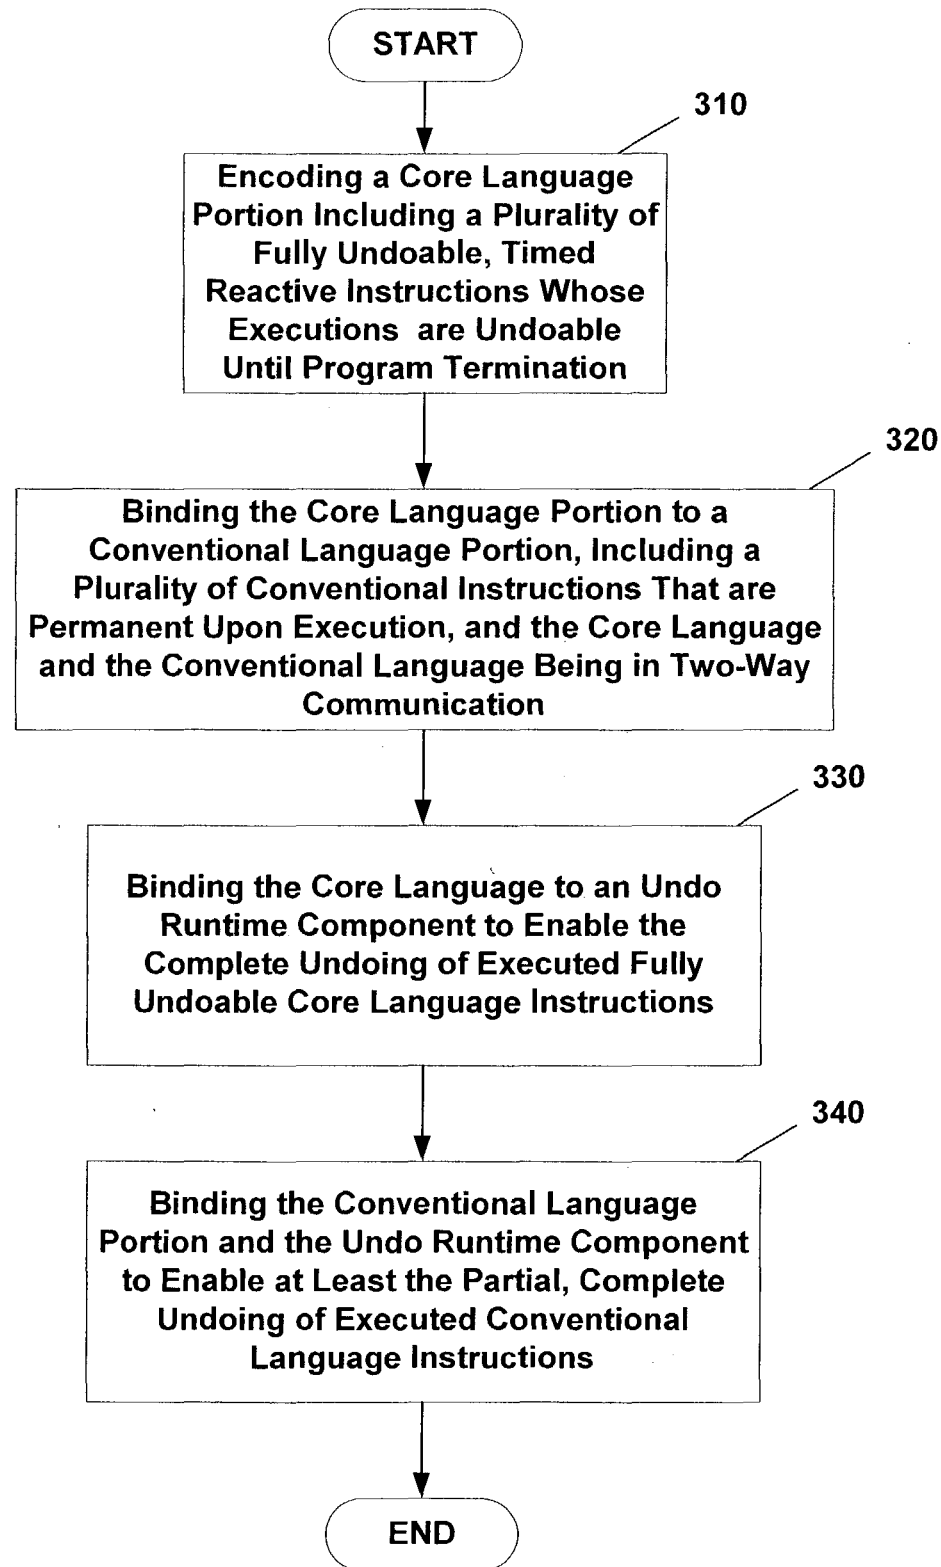 START
310
Encoding a Core Language
Portion Including a Plurality of
Fully Undoable, Timed
Reactive Instructions Whose
Executions are Undoable
Until Program Termination
320
Binding the Core Language Portion to a
Conventional Language Portion, Including a
Plurality of Conventional Instructions That are
Permanent Upon Execution, and the Core Language
and the Conventional Language Being in Two-Way
Communication
330
Binding the Core Language to an Undo
Runtime Component to Enable the
Complete Undoing of Executed Fully
Undoable Core Language Instructions
340
Binding the Conventional Language
Portion and the Undo Runtime Component
to Enable at Least the Partial, Complete
Undoing of Executed Conventional
Language Instructions
END